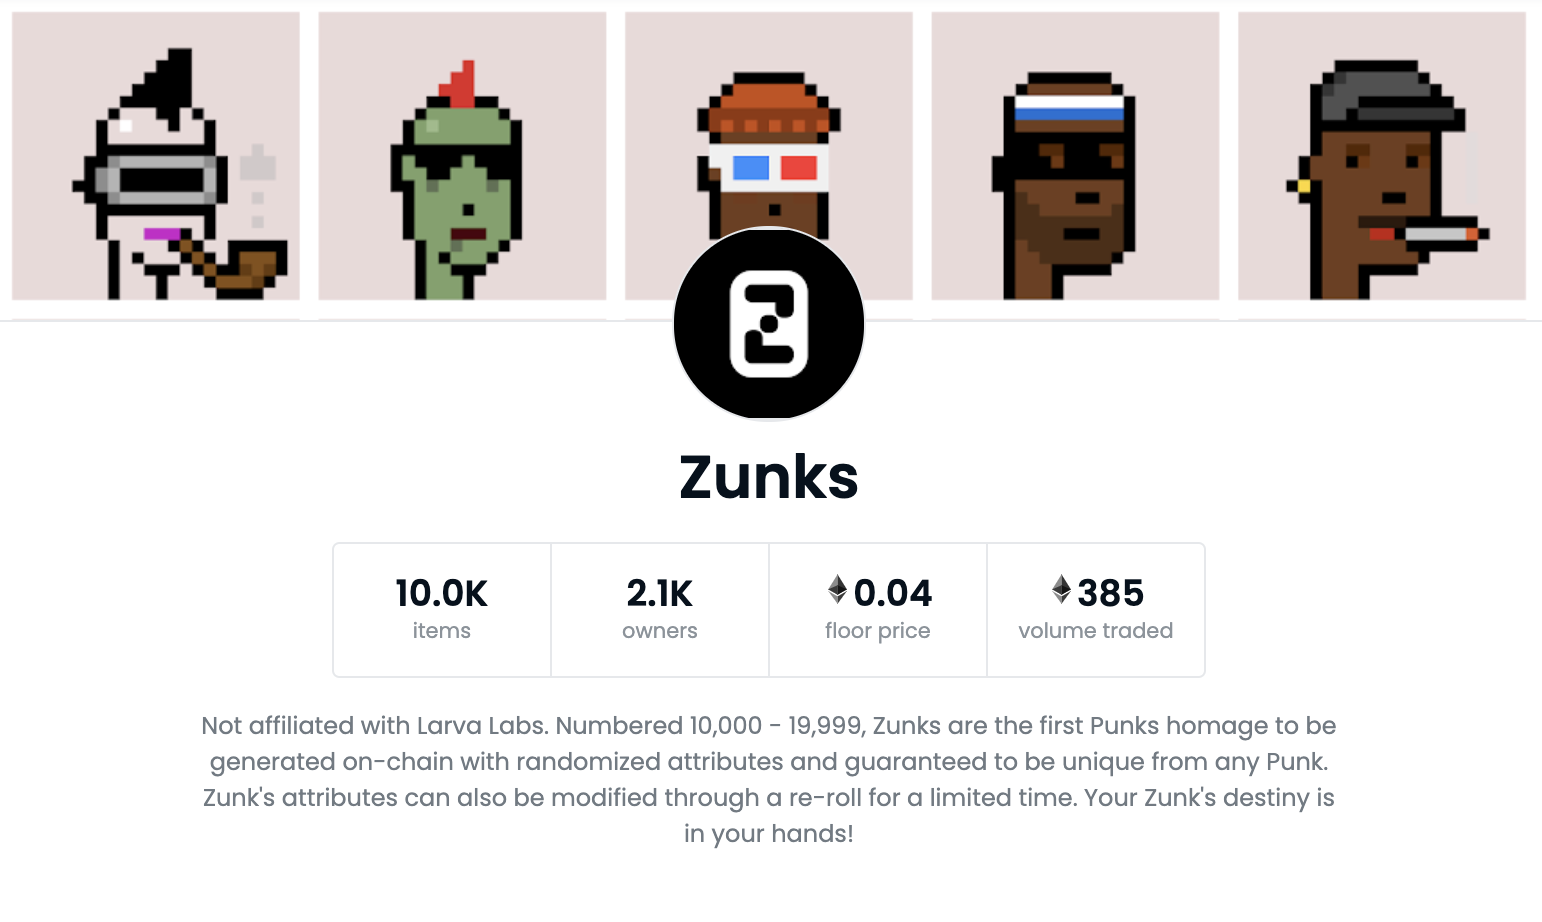 Z
Zunks
10.0K
items
2.1K
owners
0.04
floor price
385
volume traded
Not affiliated with Larva Labs. Numbered 10,000 - 19,999, Zunks are the first Punks homage to be
generated on-chain with randomized attributes and guaranteed to be unique from any Punk.
Zunk's attributes can also be modified through a re-roll for a limited time. Your Zunk's destiny is
in your hands!